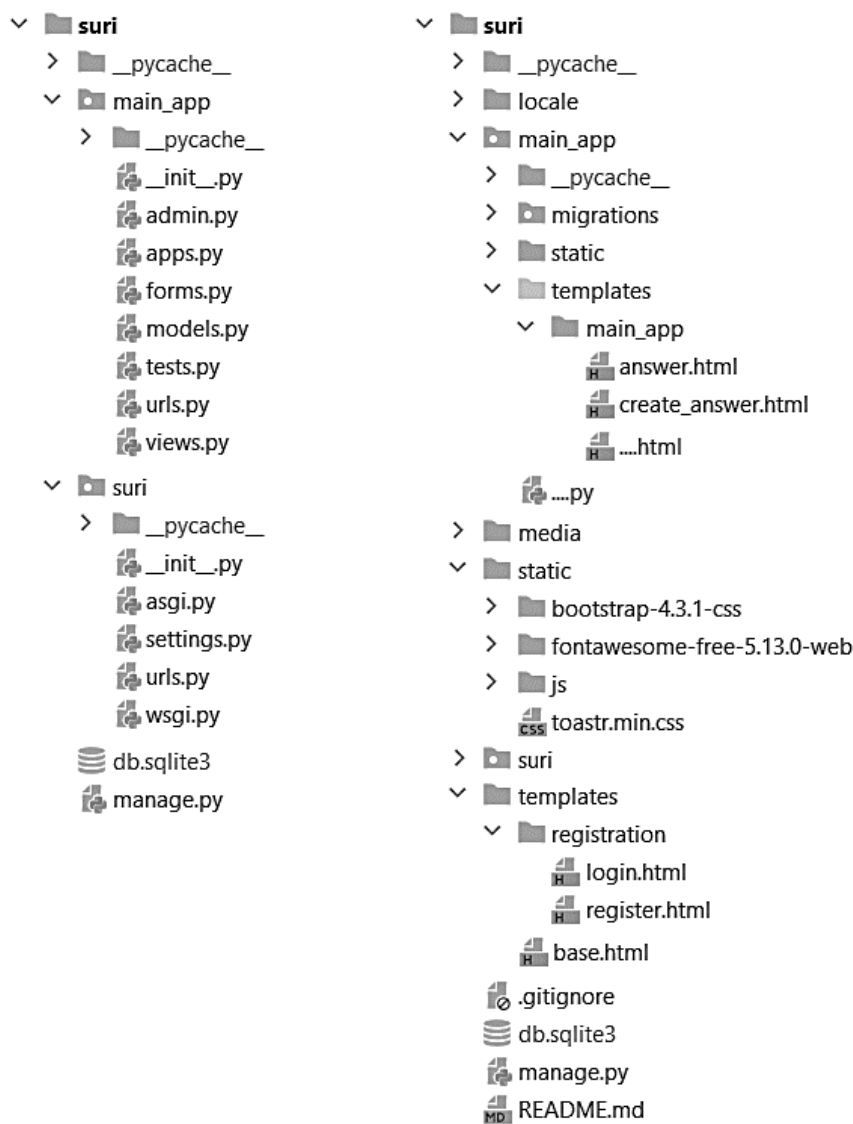 suri
__pycache__
main_app
__pycache__
__init__.py
admin.py
apps.py
forms.py
models.py
tests.py
urls.py
views.py
suri
__pycache__
__init__.py
asgi.py
settings.py
urls.py
wsgi.py
db.sqlite3
manage.py
suri
__pycache__
locale
main_app
__pycache__
migrations
static
templates
main_app
H answer.html
H create_answer.html
H ....html
....py
media
static
bootstrap-4.3.1-css
fontawesome-free-5.13.0-web
js
CSS toastr.min.css
suri
templates
registration
H login.html
H register.html
H base.html
.gitignore
db.sqlite3
manage.py
MD README.md